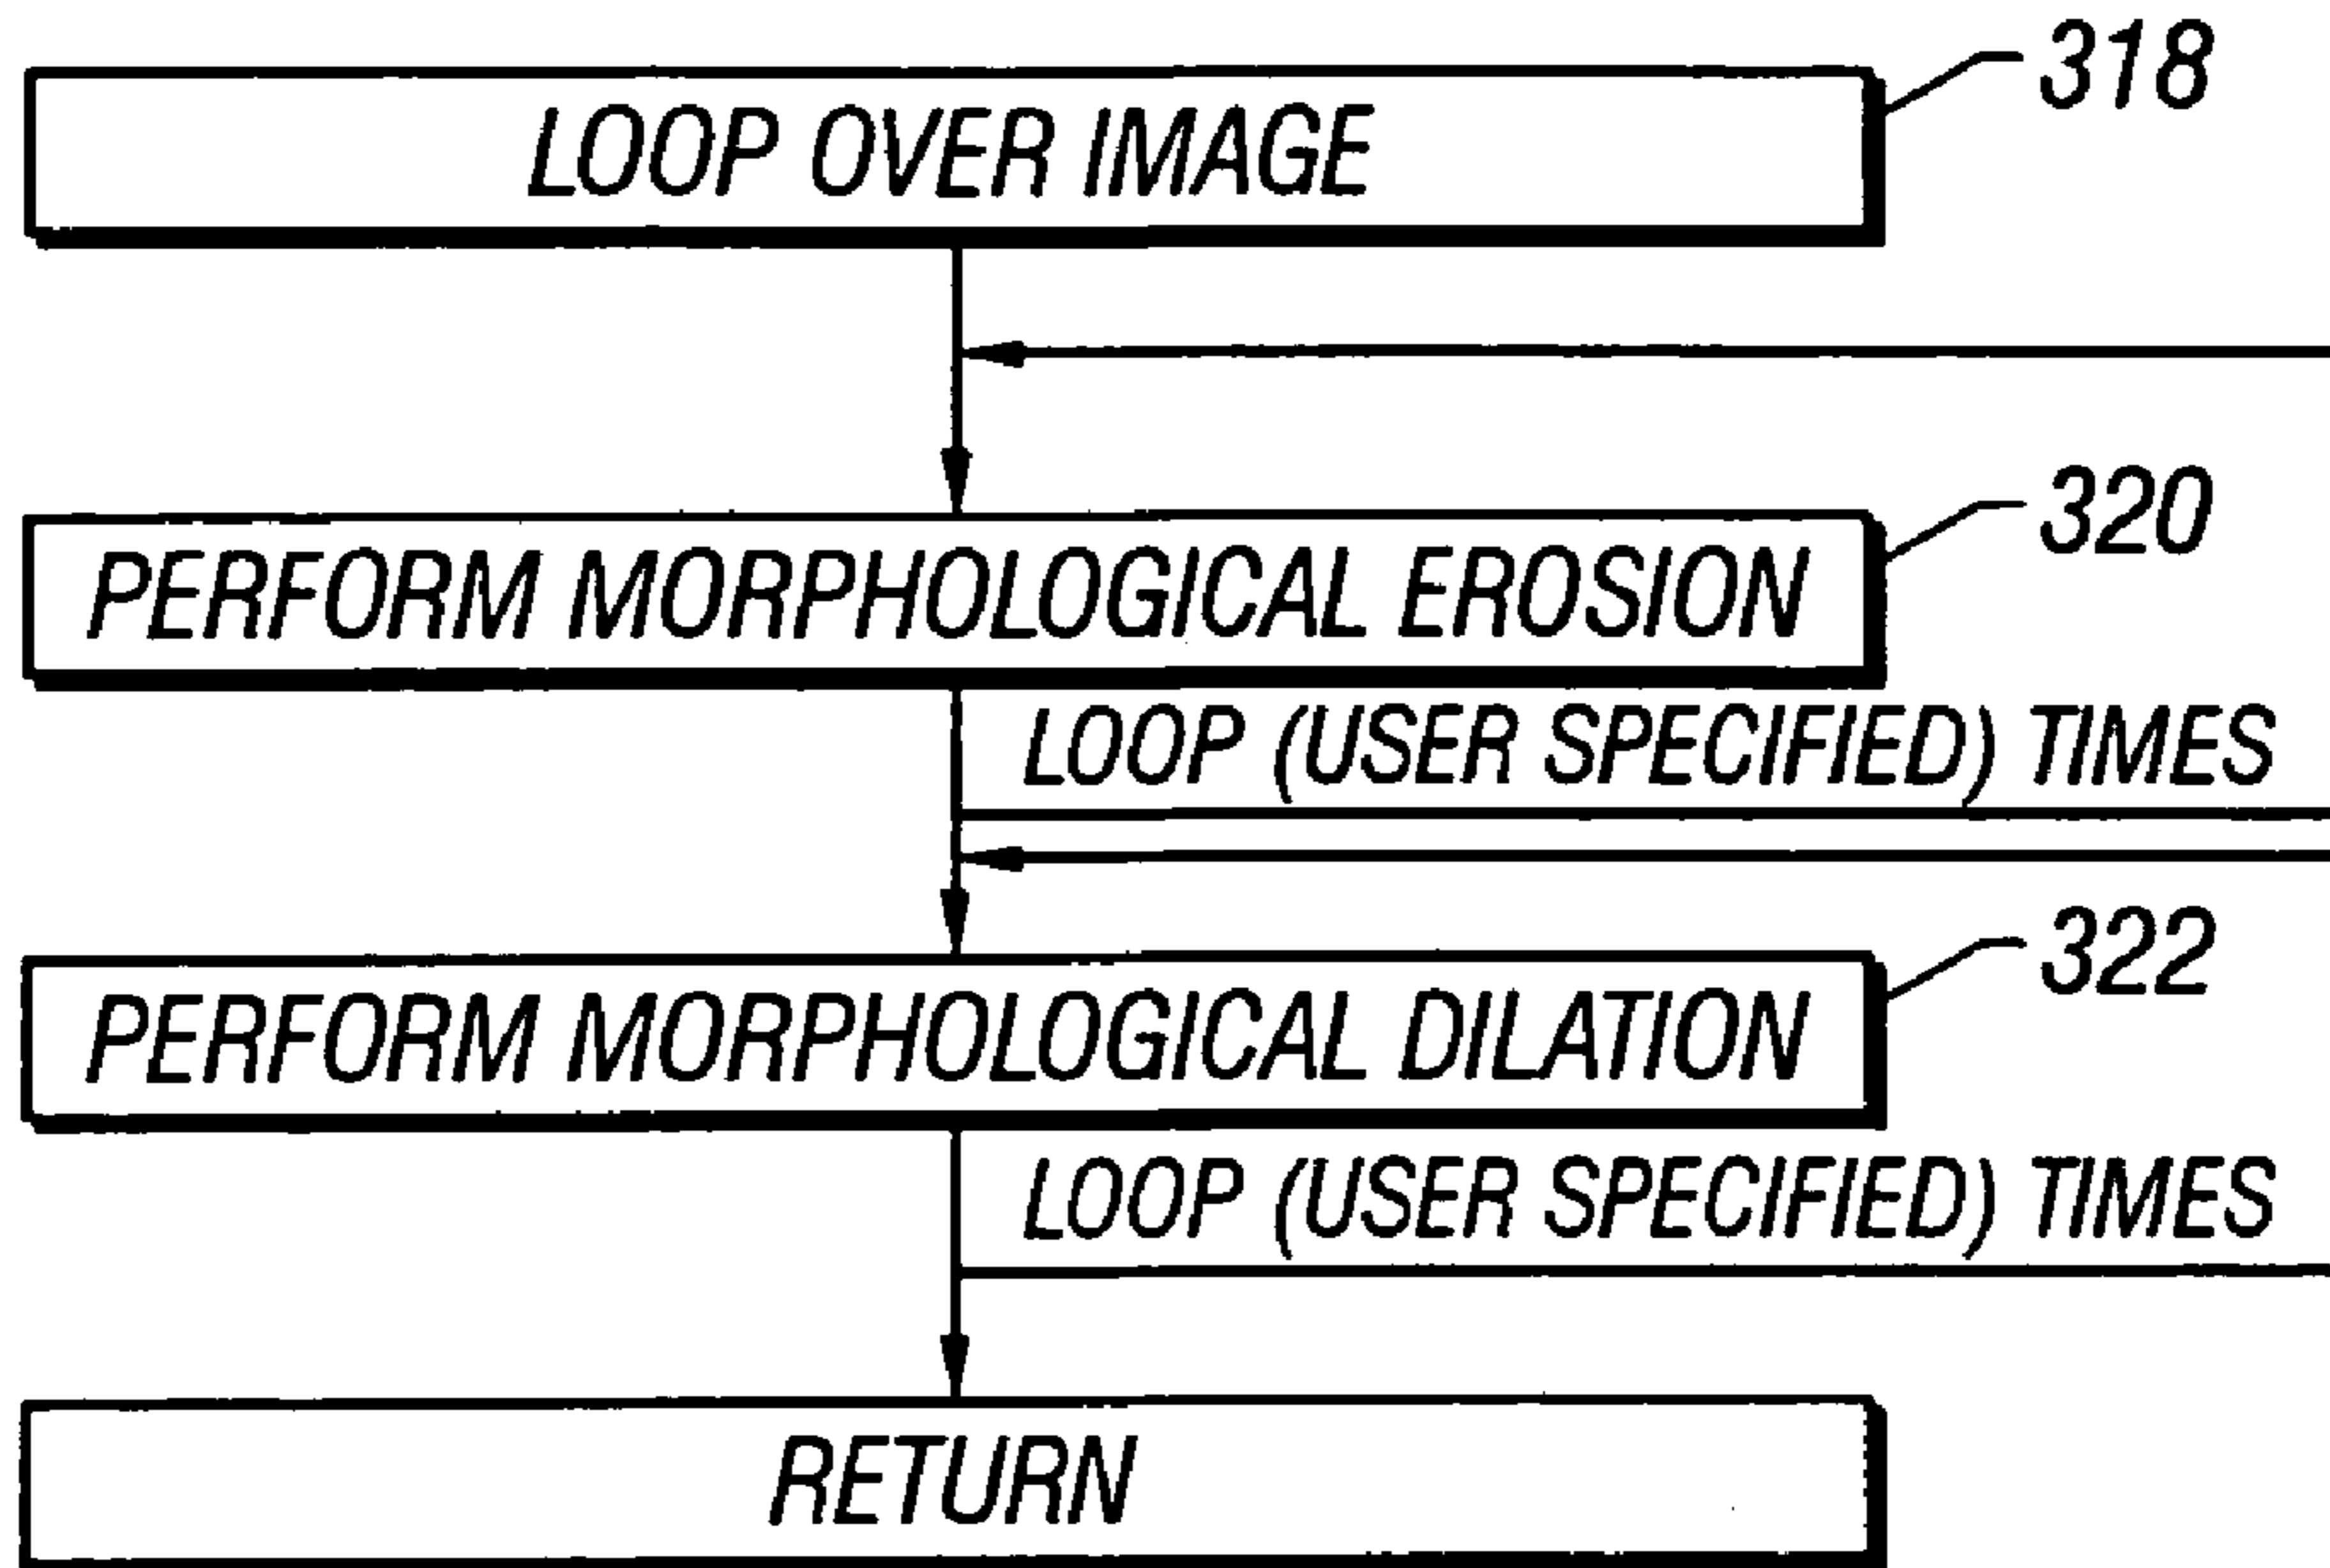 318
LOOP OVER IMAGE
320
PERFORM MORPHOLOGICAL EROSION
LOOP (USER SPECIFIED) TIMES
322
PERFORM MORPHOLOGICAL DILATION
LOOP (USER SPECIFIED) TIMES
RETURN